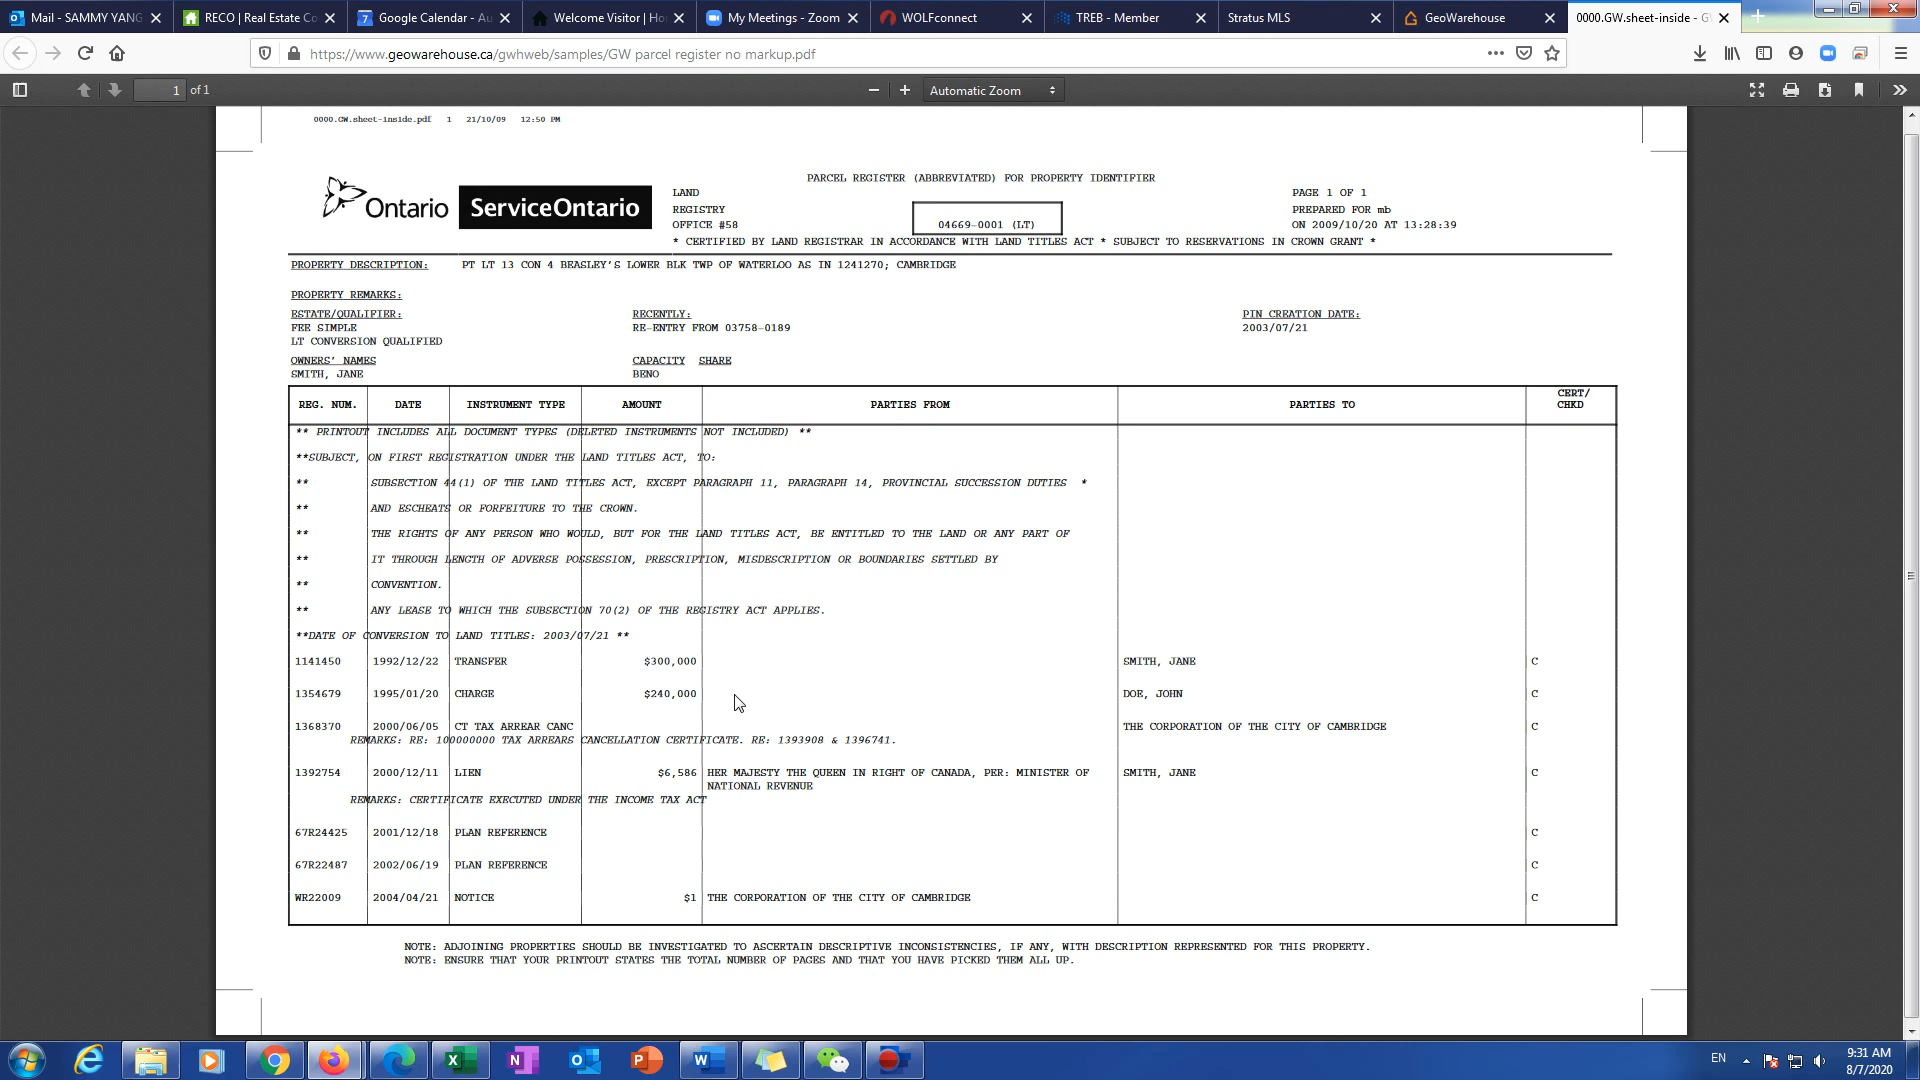 Mail - SAMMY YANG
RECO | Real Estate Co
Google Calendar - Au
Welcome Visitor | Ho
My Meetings - Zoom
WOLFconnect
TREB - Member
Stratus MLS
GeoWarehouse
0000.GW.sheet-inside - G
https://www.geowarehouse.ca/gwhweb/samples/GW parcel register no markup.pdf
1 of 1
Automatic Zoom
0000.GW.sheet-inside.pdf 1 21/10/09 12:50 PM
Ontario
ServiceOntario
PARCEL REGISTER (ABBREVIATED) FOR PROPERTY IDENTIFIER
LAND
REGISTRY
OFFICE #58
04669-0001 (LT)
PAGE 1 OF 1
PREPARED FOR mb
ON 2009/10/20 AT 13:28:39
* CERTIFIED BY LAND REGISTRAR IN ACCORDANCE WITH LAND TITLES ACT * SUBJECT TO RESERVATIONS IN CROWN GRANT *
PROPERTY DESCRIPTION: PT LT 13 CON 4 BEASLEY'S LOWER BLK TWP OF WATERLOO AS IN 1241270; CAMBRIDGE
PROPERTY REMARKS:
ESTATE/QUALIFIER: RECENTLY: PIN CREATION DATE:
FEE SIMPLE RE-ENTRY FROM 03758-0189 2003/07/21
LT CONVERSION QUALIFIED
OWNERS' NAMES CAPACITY SHARE
SMITH, JANE BENO
REG. NUM. DATE INSTRUMENT TYPE AMOUNT PARTIES FROM PARTIES TO CERT/
CHKD
** PRINTOUT INCLUDES ALL DOCUMENT TYPES (DELETED INSTRUMENTS NOT INCLUDED) **
**SUBJECT, ON FIRST REGISTRATION UNDER THE LAND TITLES ACT, TO:
** SUBSECTION 44(1) OF THE LAND TITLES ACT, EXCEPT PARAGRAPH 11, PARAGRAPH 14, PROVINCIAL SUCCESSION DUTIES *
** AND ESCHEATS OR FORFEITURE TO THE CROWN.
** THE RIGHTS OF ANY PERSON WHO WOULD, BUT FOR THE LAND TITLES ACT, BE ENTITLED TO THE LAND OR ANY PART OF
** IT THROUGH LENGTH OF ADVERSE POSSESSION, PRESCRIPTION, MISDESCRIPTION OR BOUNDARIES SETTLED BY
** CONVENTION.
** ANY LEASE TO WHICH THE SUBSECTION 70(2) OF THE REGISTRY ACT APPLIES.
**DATE OF CONVERSION TO LAND TITLES: 2003/07/21 **
1141450 1992/12/22 TRANSFER $300,000 SMITH, JANE C
1354679 1995/01/20 CHARGE $240,000 DOE, JOHN C
1368370 2000/06/05 CT TAX ARREAR CANC THE CORPORATION OF THE CITY OF CAMBRIDGE C
REMARKS: RE: 100000000 TAX ARREARS CANCELLATION CERTIFICATE. RE: 1393908 & 1396741.
1392754 2000/12/11 LIEN $6,586 HER MAJESTY THE QUEEN IN RIGHT OF CANADA, PER: MINISTER OF SMITH, JANE C
NATIONAL REVENUE
REMARKS: CERTIFICATE EXECUTED UNDER THE INCOME TAX ACT
67R24425 2001/12/18 PLAN REFERENCE C
67R22487 2002/06/19 PLAN REFERENCE C
WR22009 2004/04/21 NOTICE $1 THE CORPORATION OF THE CITY OF CAMBRIDGE C
NOTE: ADJOINING PROPERTIES SHOULD BE INVESTIGATED TO ASCERTAIN DESCRIPTIVE INCONSISTENCIES, IF ANY, WITH DESCRIPTION REPRESENTED FOR THIS PROPERTY.
NOTE: ENSURE THAT YOUR PRINTOUT STATES THE TOTAL NUMBER OF PAGES AND THAT YOU HAVE PICKED THEM ALL UP.
EN
9:31 AM
8/7/2020